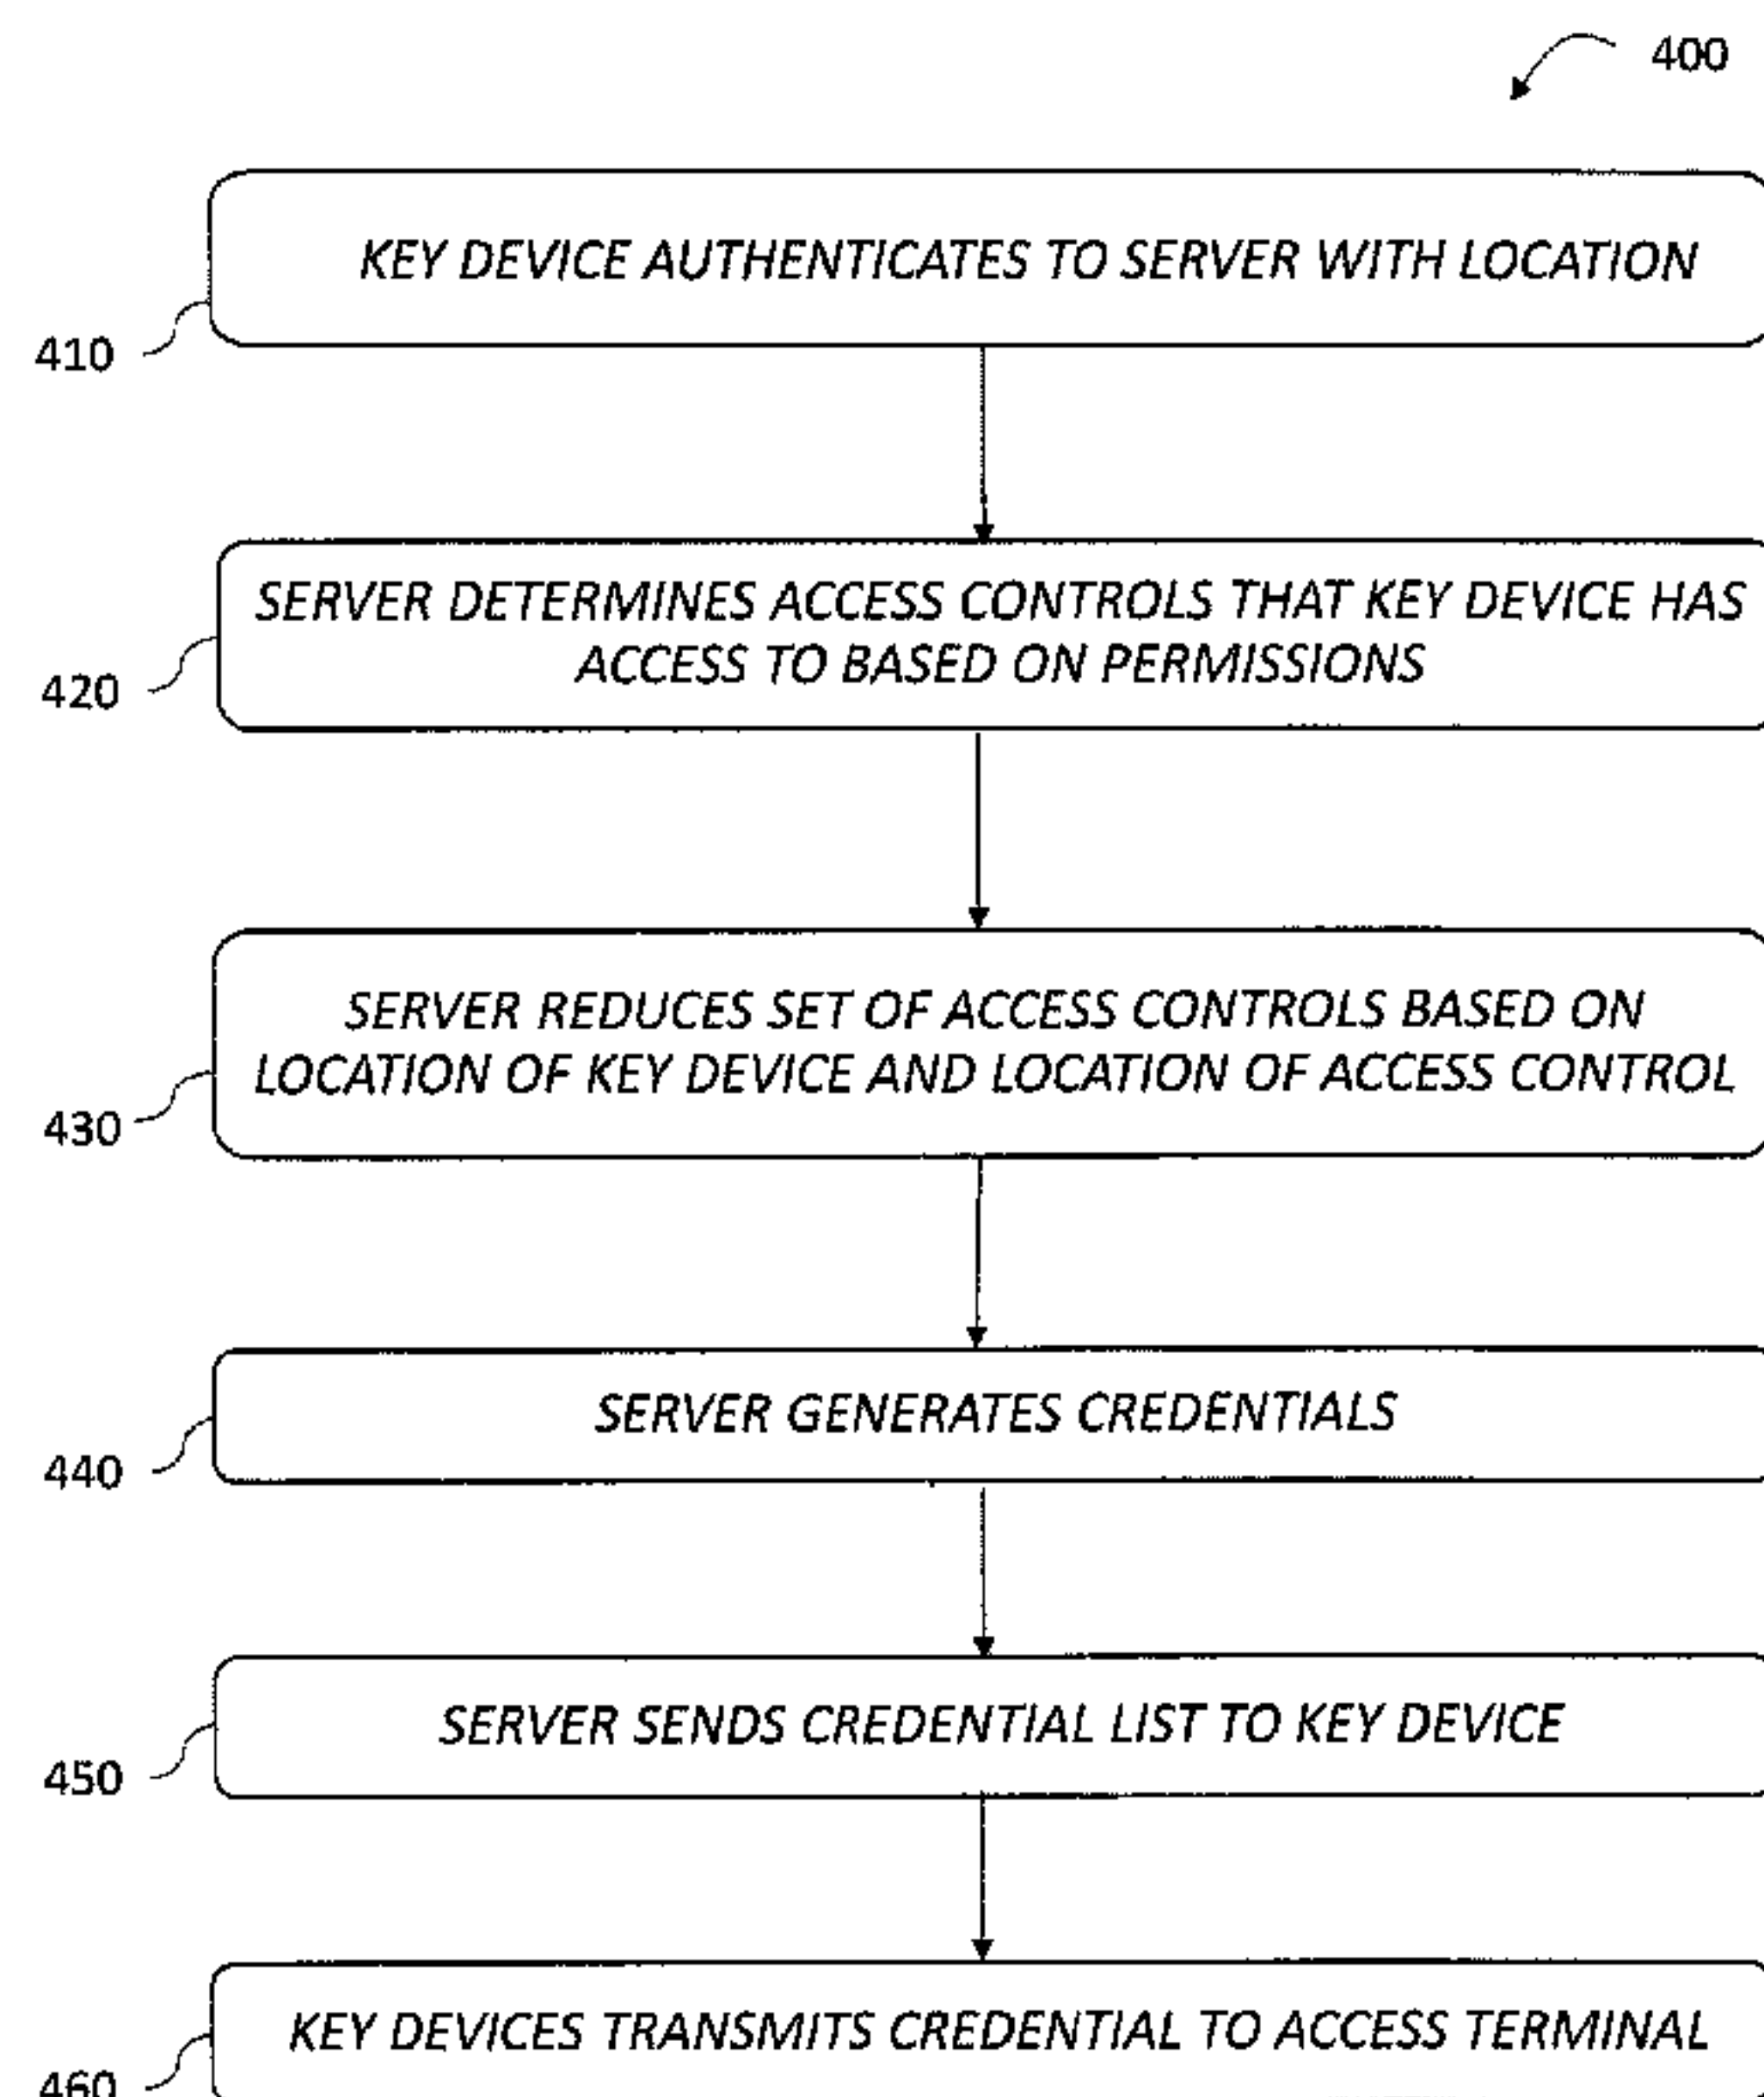 400
KEY DEVICE AUTHENTICATES TO SERVER WITH LOCATION
410
SERVER DETERMINES ACCESS CONTROLS THAT KEY DEVICE HAS
ACCESS TO BASED ON PERMISSIONS
420
SERVER REDUCES SET OF ACCESS CONTROLS BASED ON
LOCATION OF KEY DEVICE AND LOCATION OF ACCESS CONTROL
430
SERVER GENERATES CREDENTIALS
440
SERVER SENDS CREDENTIAL LIST TO KEY DEVICE
450
KEY DEVICES TRANSMITS CREDENTIAL TO ACCESS TERMINAL
460